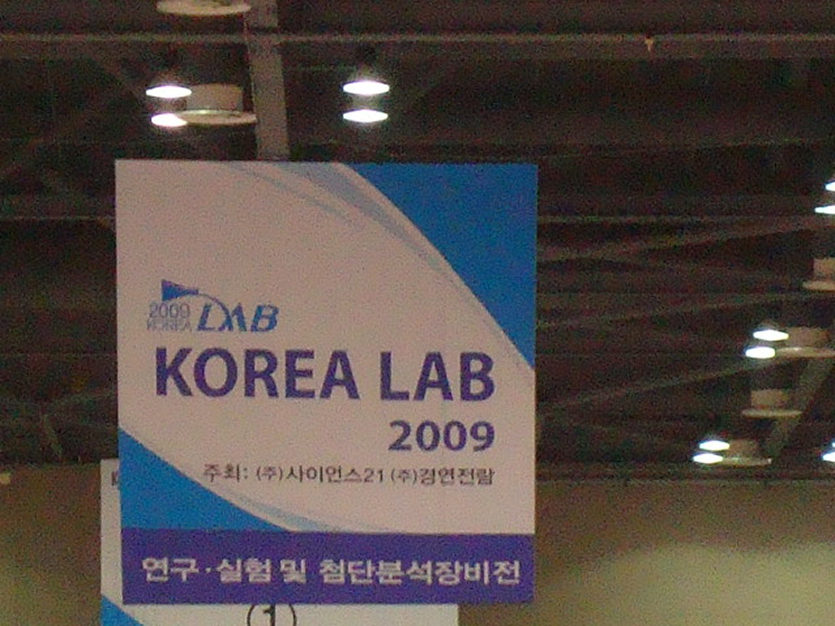 2009
KOREA LAB
KOREA LAB
2009
주최: (주)사이언스21 (주)경연전람
연구·실험 및 첨단분석장비전
①